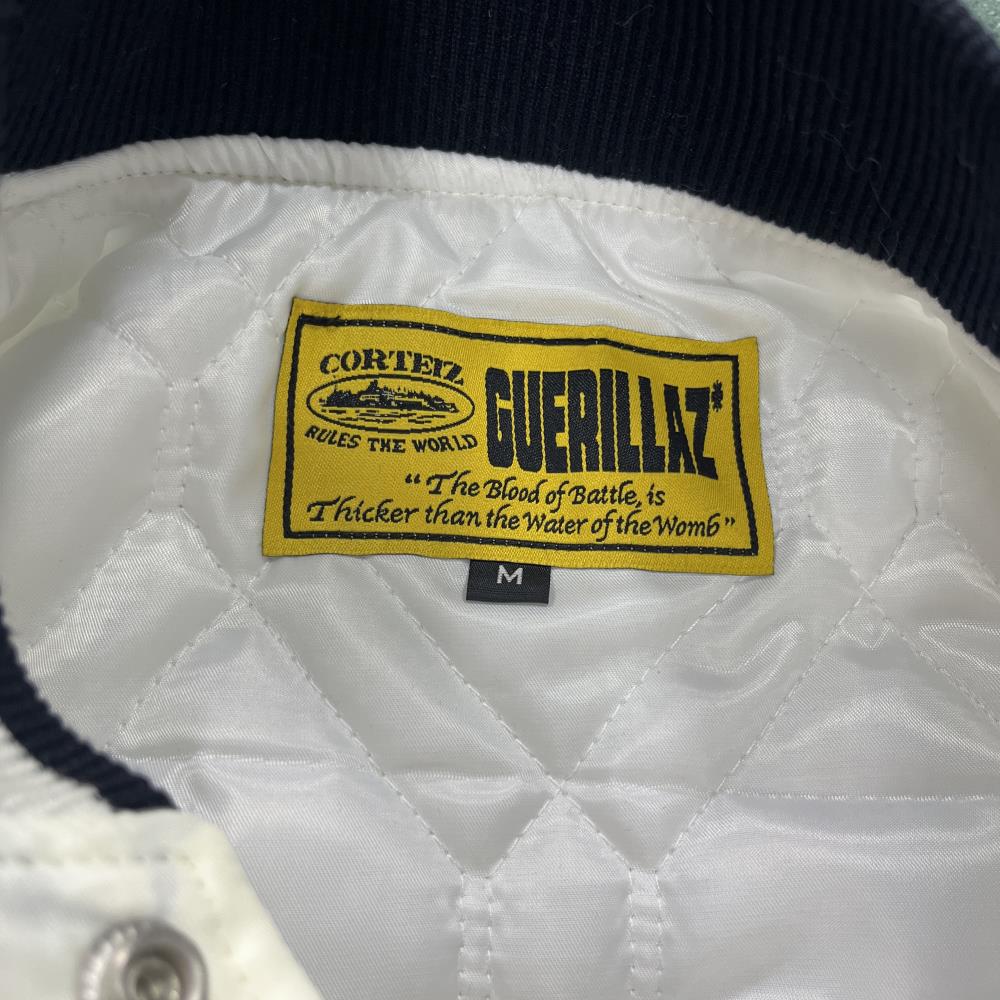 CORTEIZ
RULES THE WORLD
GUERILLAZ*
“The Blood of Battle, is
Thicker than the Water of the Womb”
M